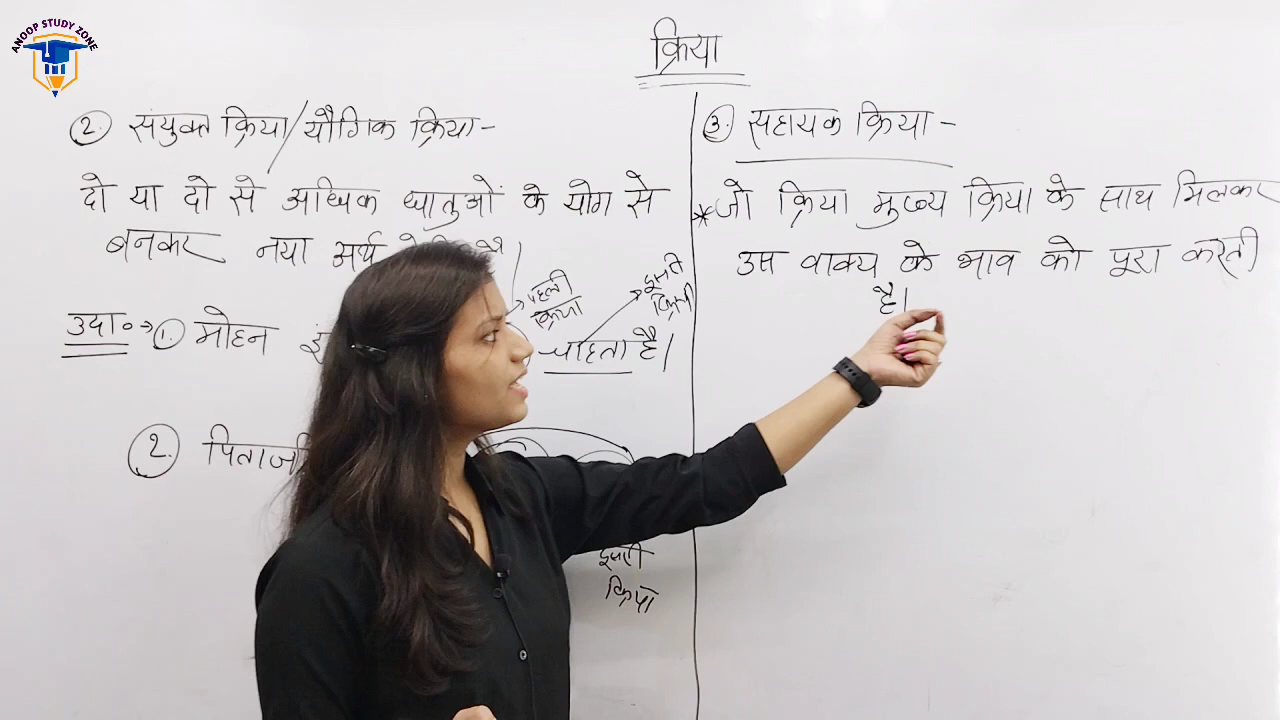 ANOOP STUDY ZONE
क्रिया
2. संयुक्त क्रिया/यौगिक क्रिया-
दो या दो से अधिक धातुओं के योग से
बनकर नया अर्थ है।
उदा०→ 1. मोहन चाहता है।
पहली
क्रिया
दूसरी
क्रिया
2. पिताजी
दूसरी
क्रिया
3. सहायक क्रिया-
*जो क्रिया मुख्य क्रिया के साथ मिलकर
उस वाक्य के भाव को पूरा करती
है।